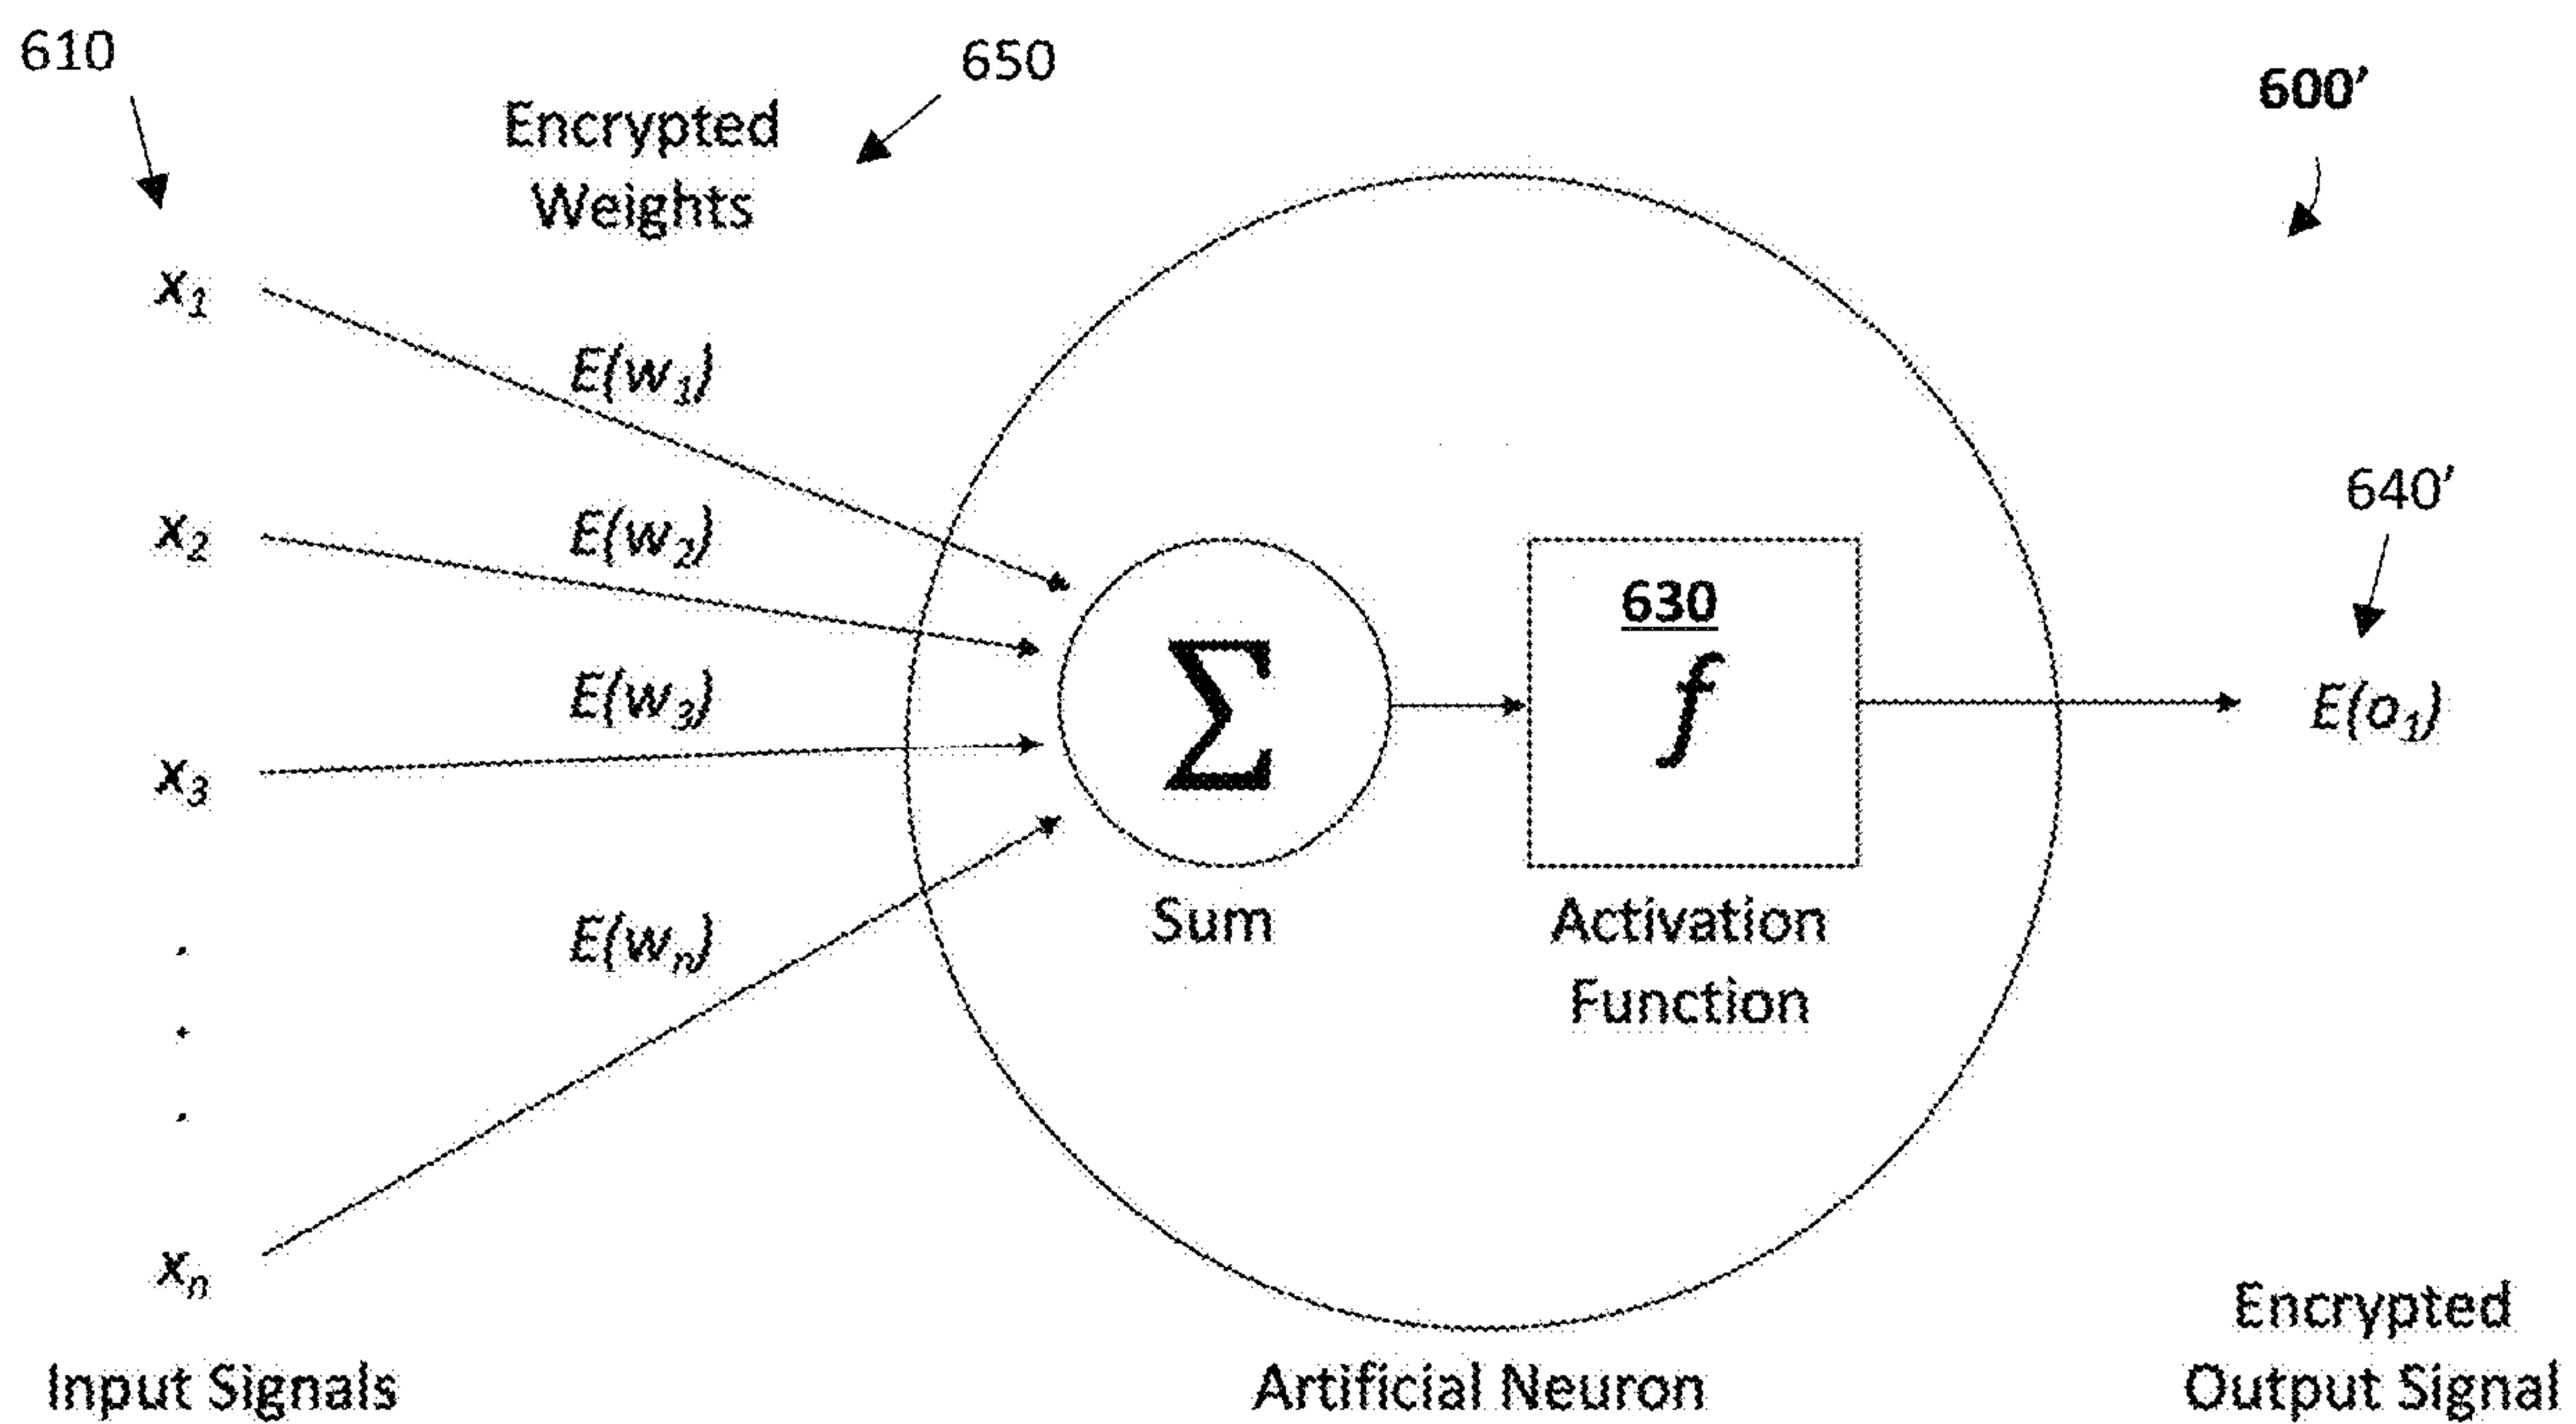 610
650
600'
Encrypted
Weights
x1
E(w1)
x2
E(w2)
640'
630
f
Σ
E(o1)
E(w3)
x3
Sum
Activation
Function
E(wn)
.
.
.
xn
Input Signals
Artificial Neuron
Encrypted
Output Signal